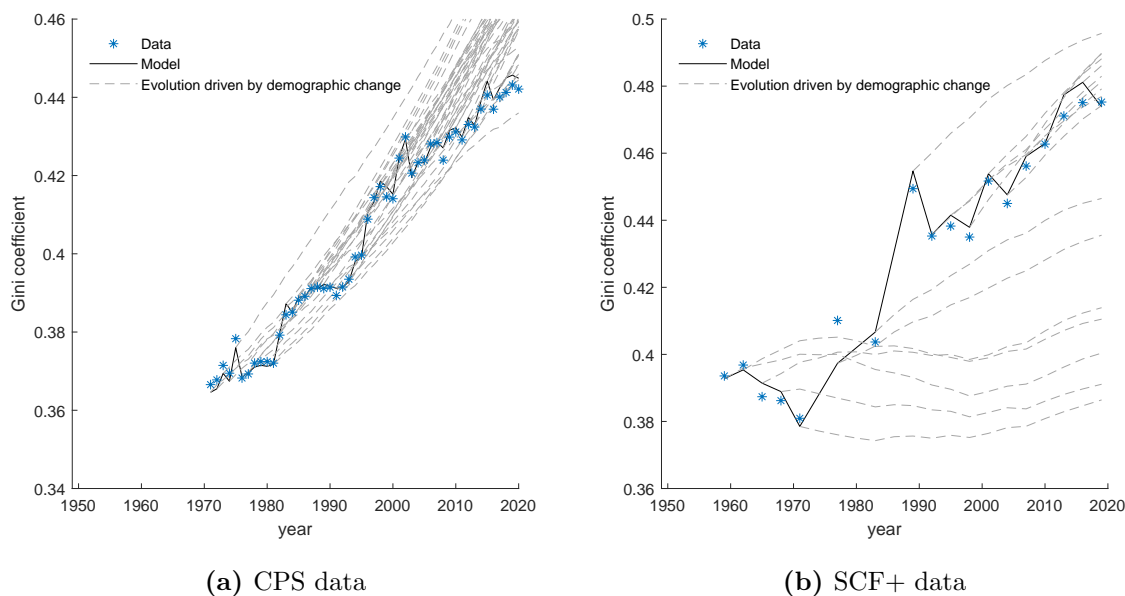 0.46
0.44
0.42
0.4
0.38
0.36
0.34
Gini coefficient
Data
Model
Evolution driven by demographic change
1950 1960 1970 1980 1990 2000 2010 2020
year
(a) CPS data
0.5
0.48
0.46
0.44
0.42
0.4
0.38
0.36
Gini coefficient
Data
Model
Evolution driven by demographic change
1950 1960 1970 1980 1990 2000 2010 2020
year
(b) SCF+ data